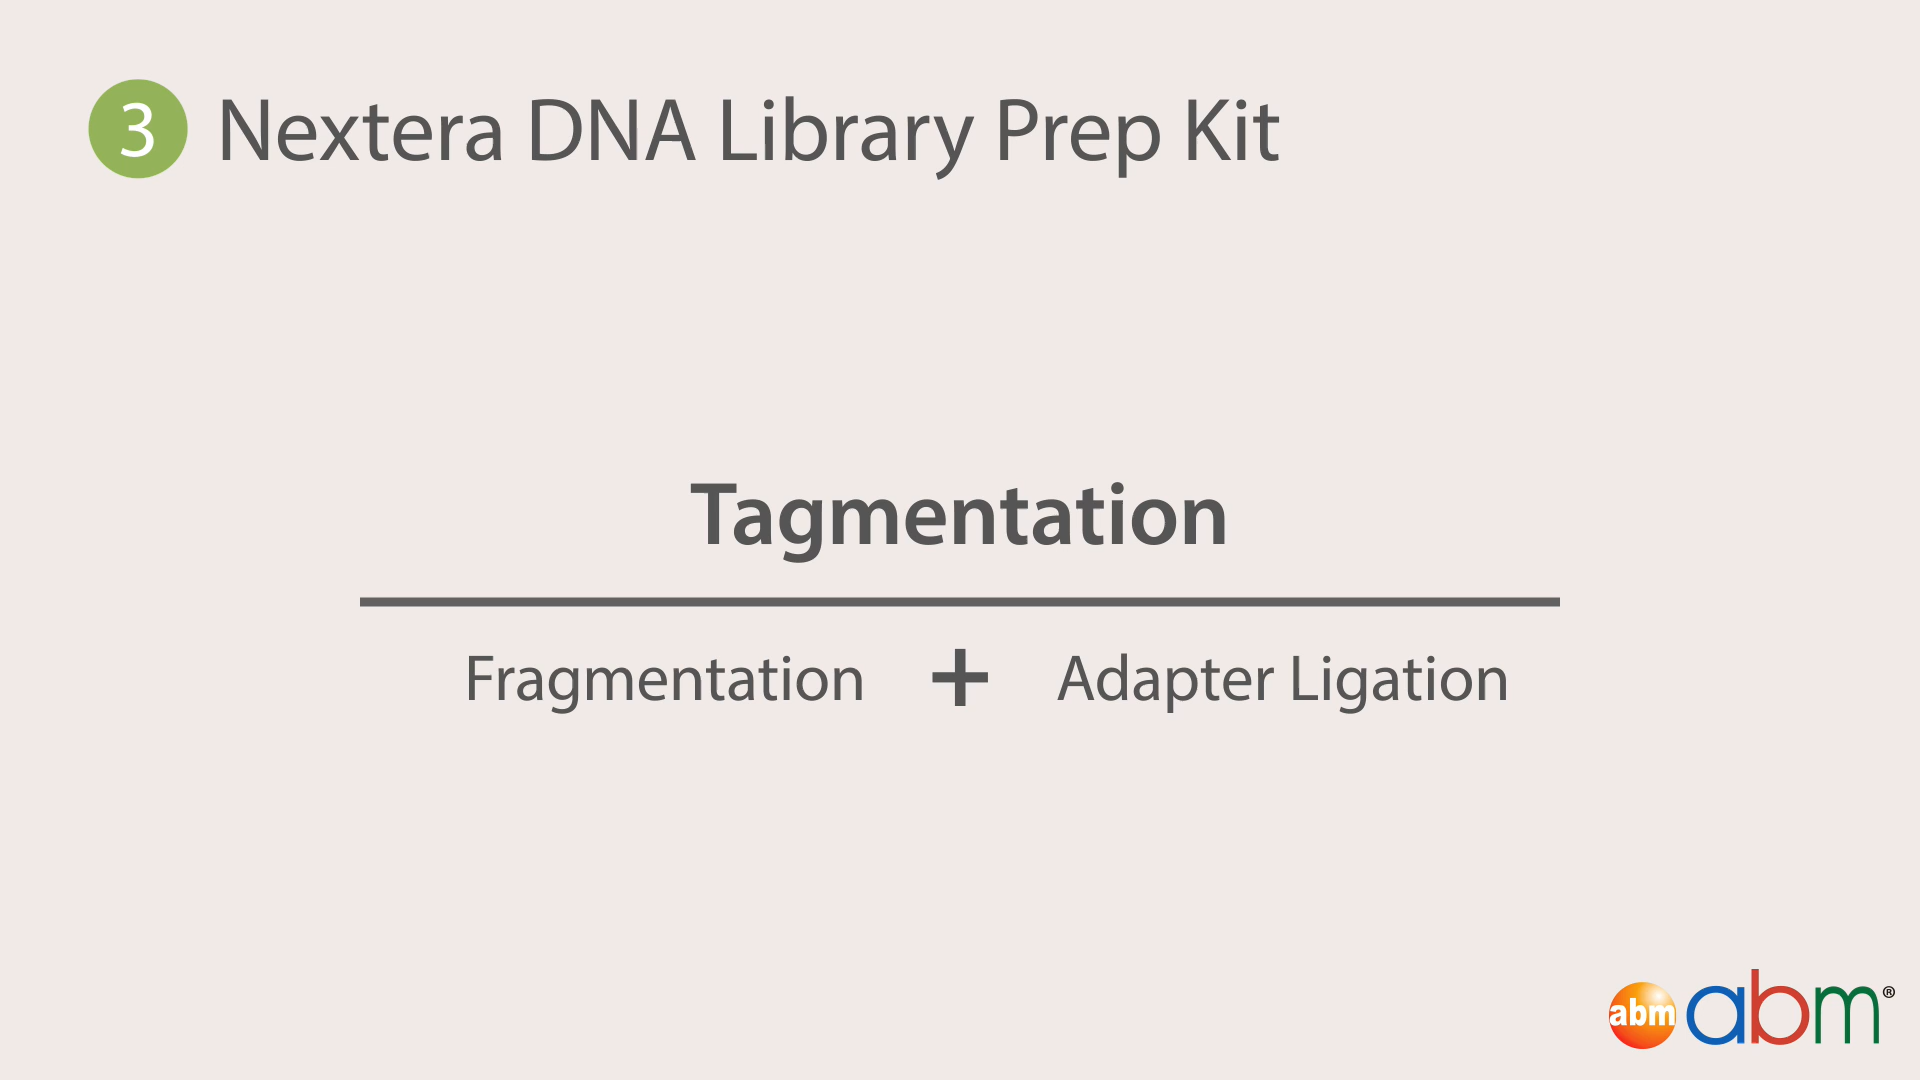 3 Nextera DNA Library Prep Kit
Tagmentation
Fragmentation + Adapter Ligation
abm abm®